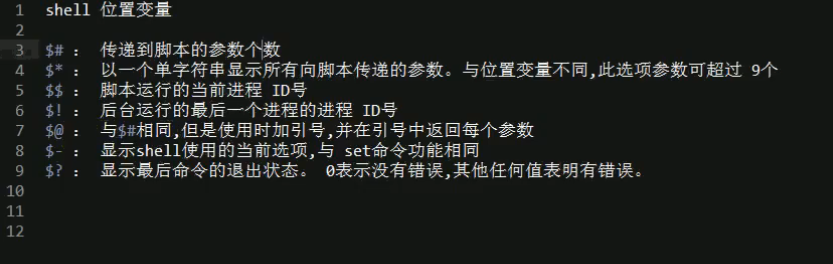 1 shell 位置变量
2
3 $# : 传递到脚本的参数个数
4 $* : 以一个单字符串显示所有向脚本传递的参数。与位置变量不同,此选项参数可超过 9个
5 $$ : 脚本运行的当前进程 ID号
6 $! : 后台运行的最后一个进程的进程 ID号
7 $@ : 与$#相同,但是使用时加引号,并在引号中返回每个参数
8 $- : 显示shell使用的当前选项,与 set命令功能相同
9 $? : 显示最后命令的退出状态。 0表示没有错误,其他任何值表明有错误。
10
11
12